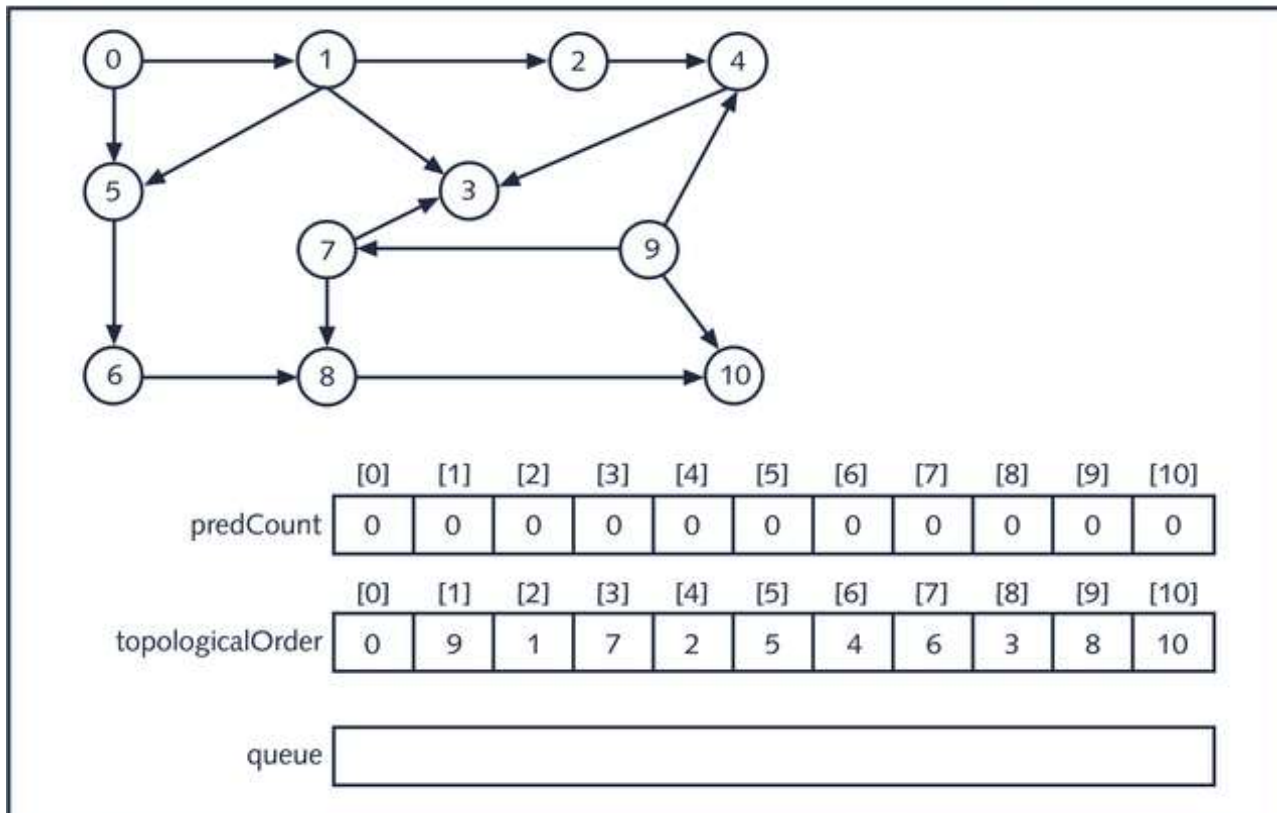 0 1 2 4
5 3
7 9
6 8 10
[0] [1] [2] [3] [4] [5] [6] [7] [8] [9] [10]
predCount 0 0 0 0 0 0 0 0 0 0 0
[0] [1] [2] [3] [4] [5] [6] [7] [8] [9] [10]
topologicalOrder 0 9 1 7 2 5 4 6 3 8 10
queue